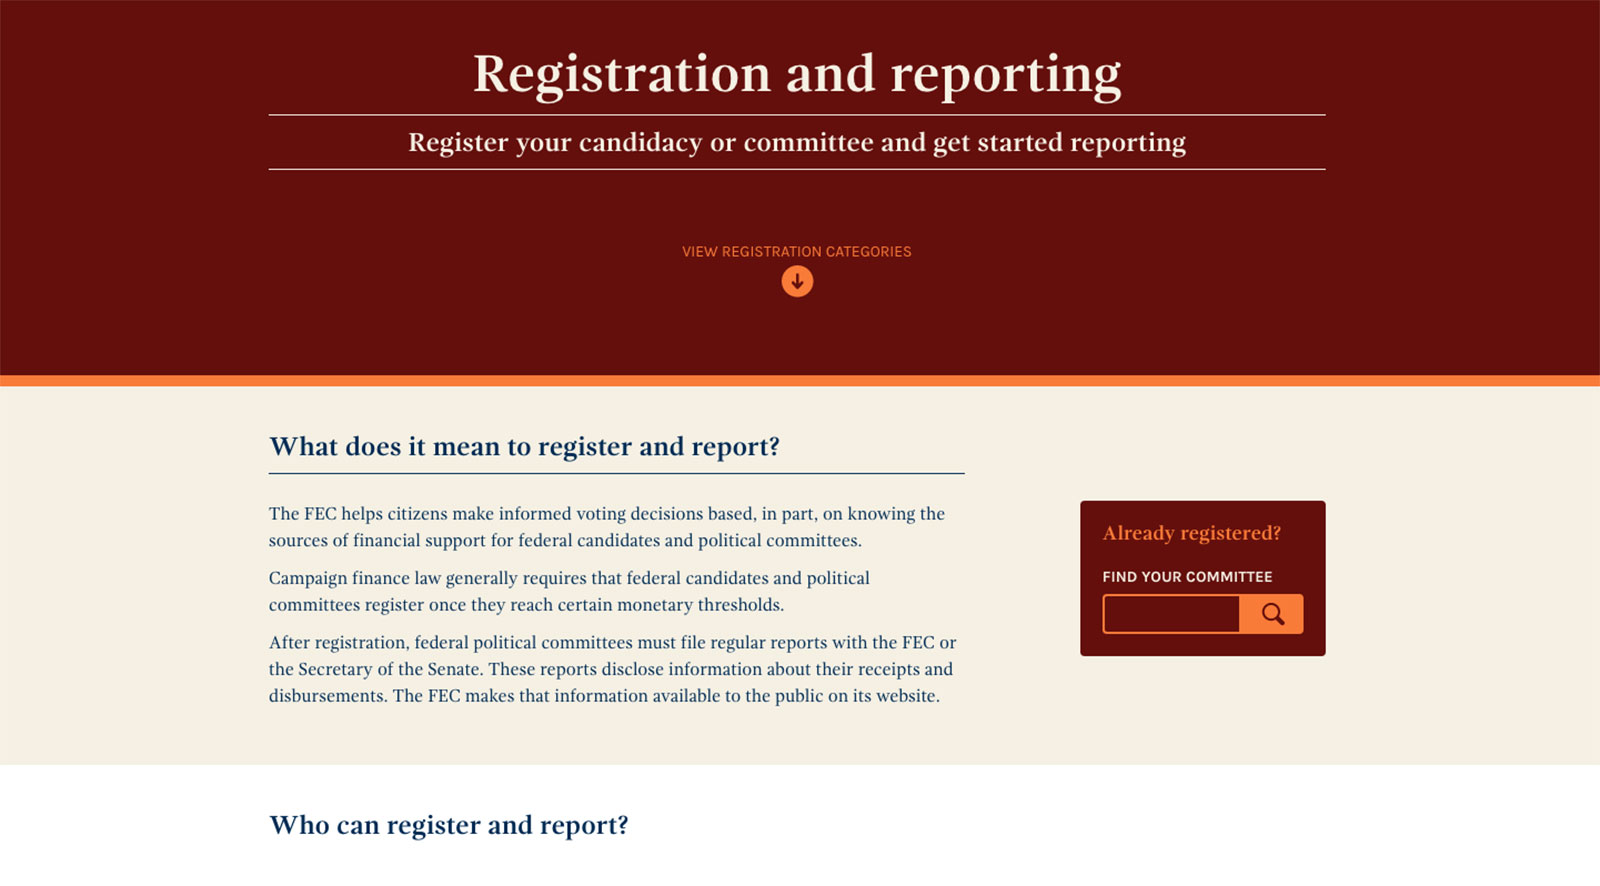 Registration and reporting
Register your candidacy or committee and get started reporting
VIEW REGISTRATION CATEGORIES
What does it mean to register and report?
The FEC helps citizens make informed voting decisions based, in part, on knowing the
sources of financial support for federal candidates and political committees.
Campaign finance law generally requires that federal candidates and political
committees register once they reach certain monetary thresholds.
After registration, federal political committees must file regular reports with the FEC or
the Secretary of the Senate. These reports disclose information about their receipts and
disbursements. The FEC makes that information available to the public on its website.
Already registered?
FIND YOUR COMMITTEE
Who can register and report?